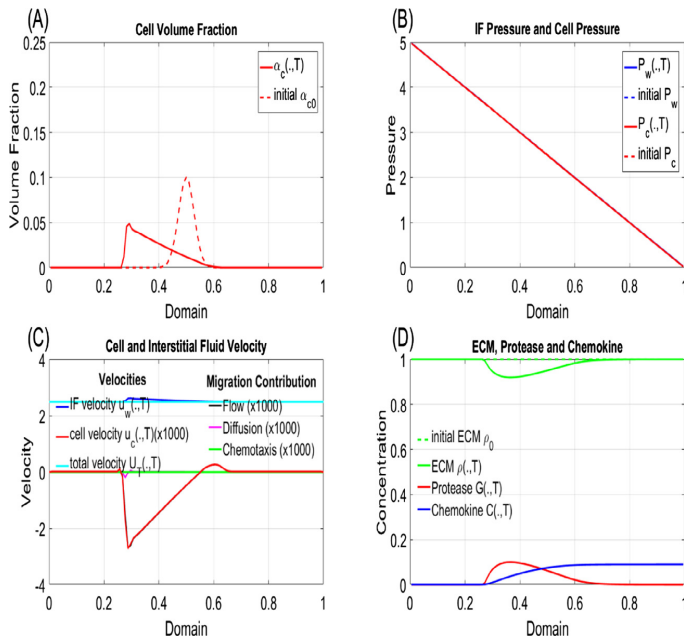 (A)
Cell Volume Fraction
0.25
0.2
0.15
0.1
0.05
0
Volume Fraction
α_c(.,T)
initial α_c0
0 0.2 0.4 0.6 0.8 1
Domain
(B)
IF Pressure and Cell Pressure
5
4
3
2
1
0
Pressure
P_w(.,T)
initial P_w
P_c(.,T)
initial P_c
0 0.2 0.4 0.6 0.8 1
Domain
(C)
Cell and Interstitial Fluid Velocity
4
2
0
-2
-4
Velocity
Velocities
IF velocity u_w(.,T)
cell velocity u_c(.,T)(x1000)
total velocity U_T(.,T)
Migration Contribution
Flow (x1000)
Diffusion (x1000)
Chemotaxis (x1000)
0 0.2 0.4 0.6 0.8 1
Domain
(D)
ECM, Protease and Chemokine
1
0.8
0.6
0.4
0.2
0
Concentration
initial ECM ρ_0
ECM ρ(.,T)
Protease G(.,T)
Chemokine C(.,T)
0 0.2 0.4 0.6 0.8 1
Domain